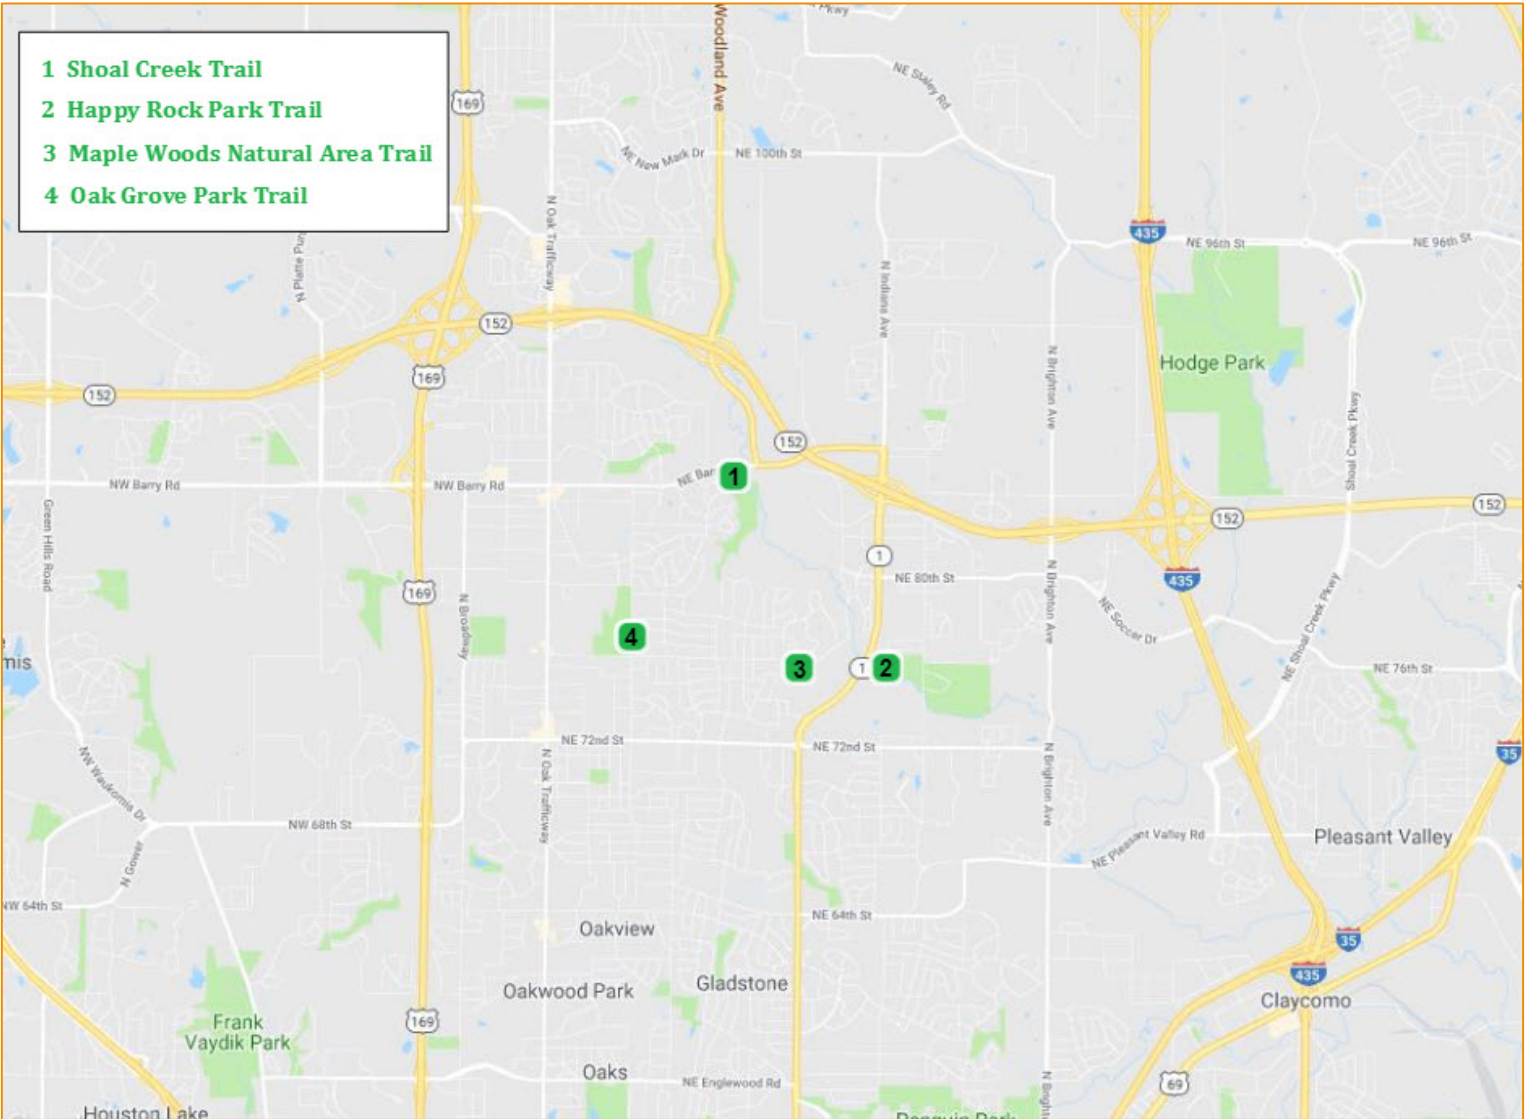 1 Shoal Creek Trail
2 Happy Rock Park Trail
3 Maple Woods Natural Area Trail
4 Oak Grove Park Trail
Woodland Ave
Pkwy
NE Staley Rd
169
NE New Mark Dr
NE 100th St
N Oak Trafficway
435
NE 96th St
NE 96th St
N Indiana Ave
152
169
152
Hodge Park
N Brighton Ave
Shoal Creek Pkwy
152
NW Barry Rd
NW Barry Rd
1
152
152
Green Hills Road
1
NE 80th St
435
169
N Broadway
N Brighton Ave
NE Soccer Dr
NE Shoal Creek Pkwy
4
mis
3
1
2
NE 76th St
NE 72nd St
NE 72nd St
35
NW Waukomis Dr
N Oak Trafficway
N Brighton Ave
NW 68th St
NE Pleasant Valley Rd
Pleasant Valley
N Gower
NW 64th St
NE 64th St
Oakview
35
435
Gladstone
Oakwood Park
Claycomo
Frank
Vaydik Park
169
Oaks
NE Englewood Rd
69
Houston Lake
Penguin Park